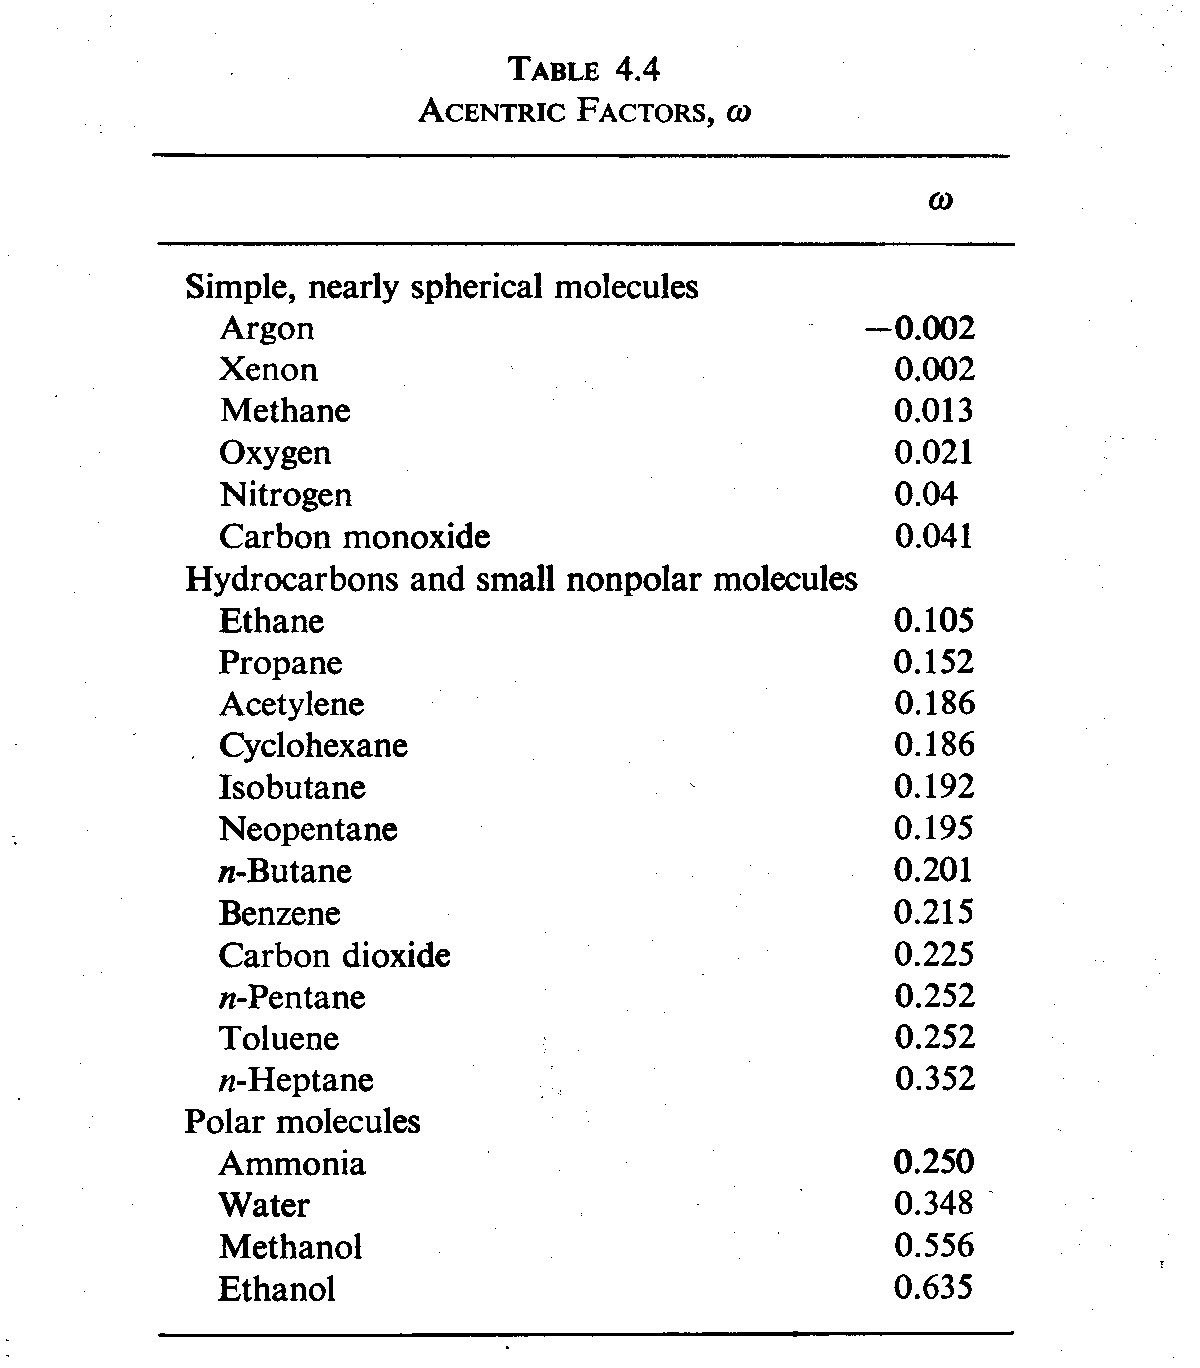 TABLE 4.4
ACENTRIC FACTORS, ω
ω
Simple, nearly spherical molecules
Argon −0.002
Xenon 0.002
Methane 0.013
Oxygen 0.021
Nitrogen 0.04
Carbon monoxide 0.041
Hydrocarbons and small nonpolar molecules
Ethane 0.105
Propane 0.152
Acetylene 0.186
Cyclohexane 0.186
Isobutane 0.192
Neopentane 0.195
n-Butane 0.201
Benzene 0.215
Carbon dioxide 0.225
n-Pentane 0.252
Toluene 0.252
n-Heptane 0.352
Polar molecules
Ammonia 0.250
Water 0.348
Methanol 0.556
Ethanol 0.635